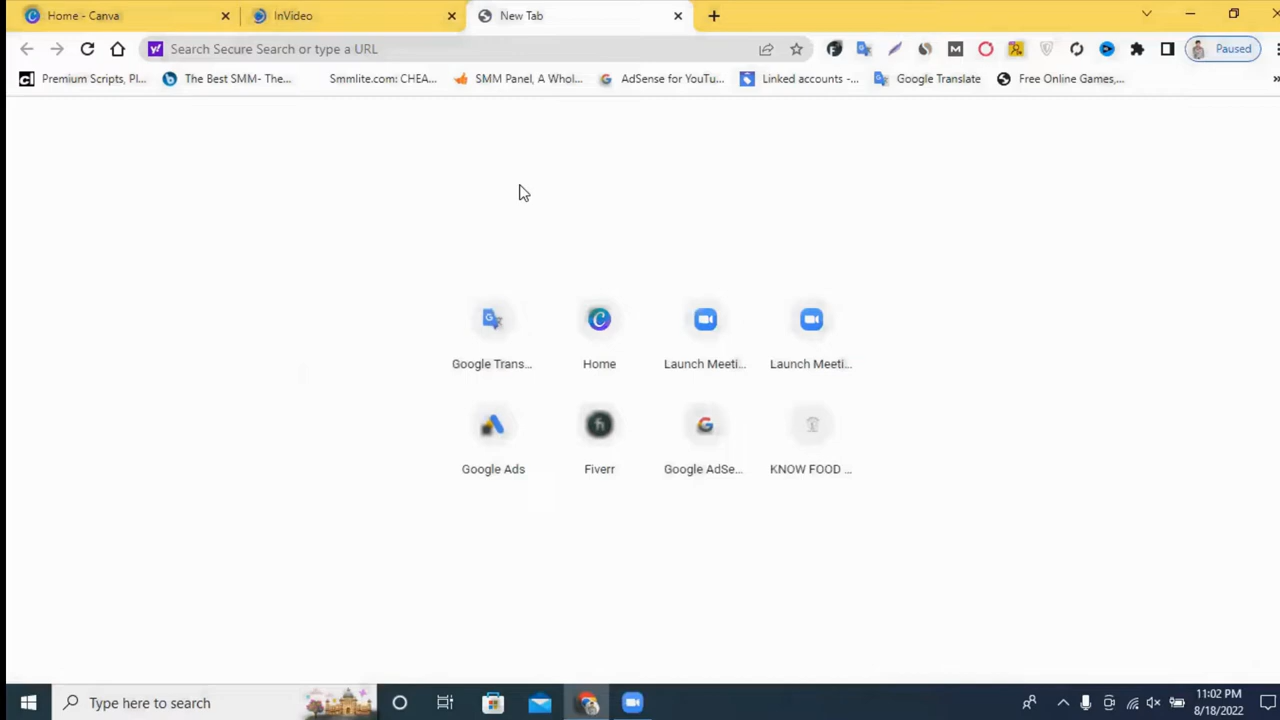 Home - Canva
InVideo
New Tab
Search Secure Search or type a URL
Paused
Premium Scripts, Pl...
The Best SMM- The...
Smmlite.com: CHEA...
SMM Panel, A Whol...
AdSense for YouTu...
Linked accounts -...
Google Translate
Free Online Games,...
Google Trans...
Home
Launch Meeti...
Launch Meeti...
Google Ads
Fiverr
Google AdSe...
KNOW FOOD ...
Type here to search
11:02 PM
8/18/2022